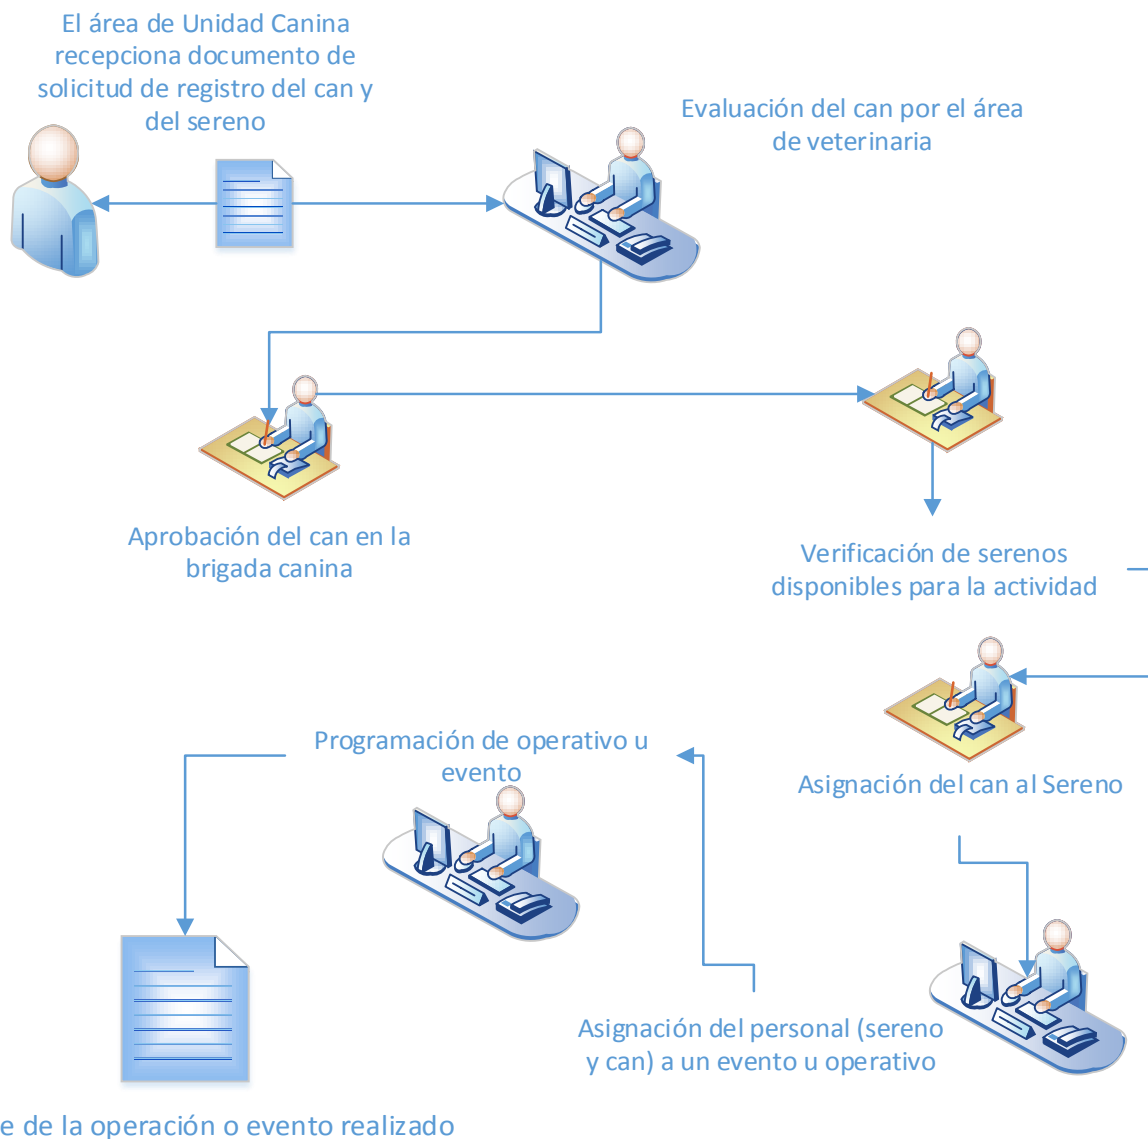 El área de Unidad Canina
recepciona documento de
solicitud de registro del can y
del sereno
Evaluación del can por el área
de veterinaria
Aprobación del can en la
brigada canina
Verificación de serenos
disponibles para la actividad
Asignación del can al Sereno
Programación de operativo u
evento
Asignación del personal (sereno
y can) a un evento u operativo
e de la operación o evento realizado